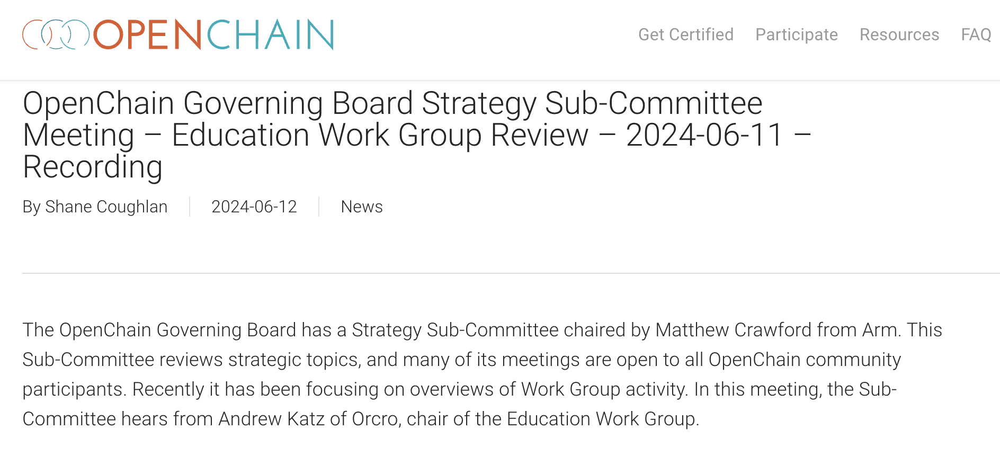 OPENCHAIN
Get Certified Participate Resources FAQ
OpenChain Governing Board Strategy Sub-Committee
Meeting – Education Work Group Review – 2024-06-11 –
Recording
By Shane Coughlan 2024-06-12 News
The OpenChain Governing Board has a Strategy Sub-Committee chaired by Matthew Crawford from Arm. This
Sub-Committee reviews strategic topics, and many of its meetings are open to all OpenChain community
participants. Recently it has been focusing on overviews of Work Group activity. In this meeting, the Sub-
Committee hears from Andrew Katz of Orcro, chair of the Education Work Group.